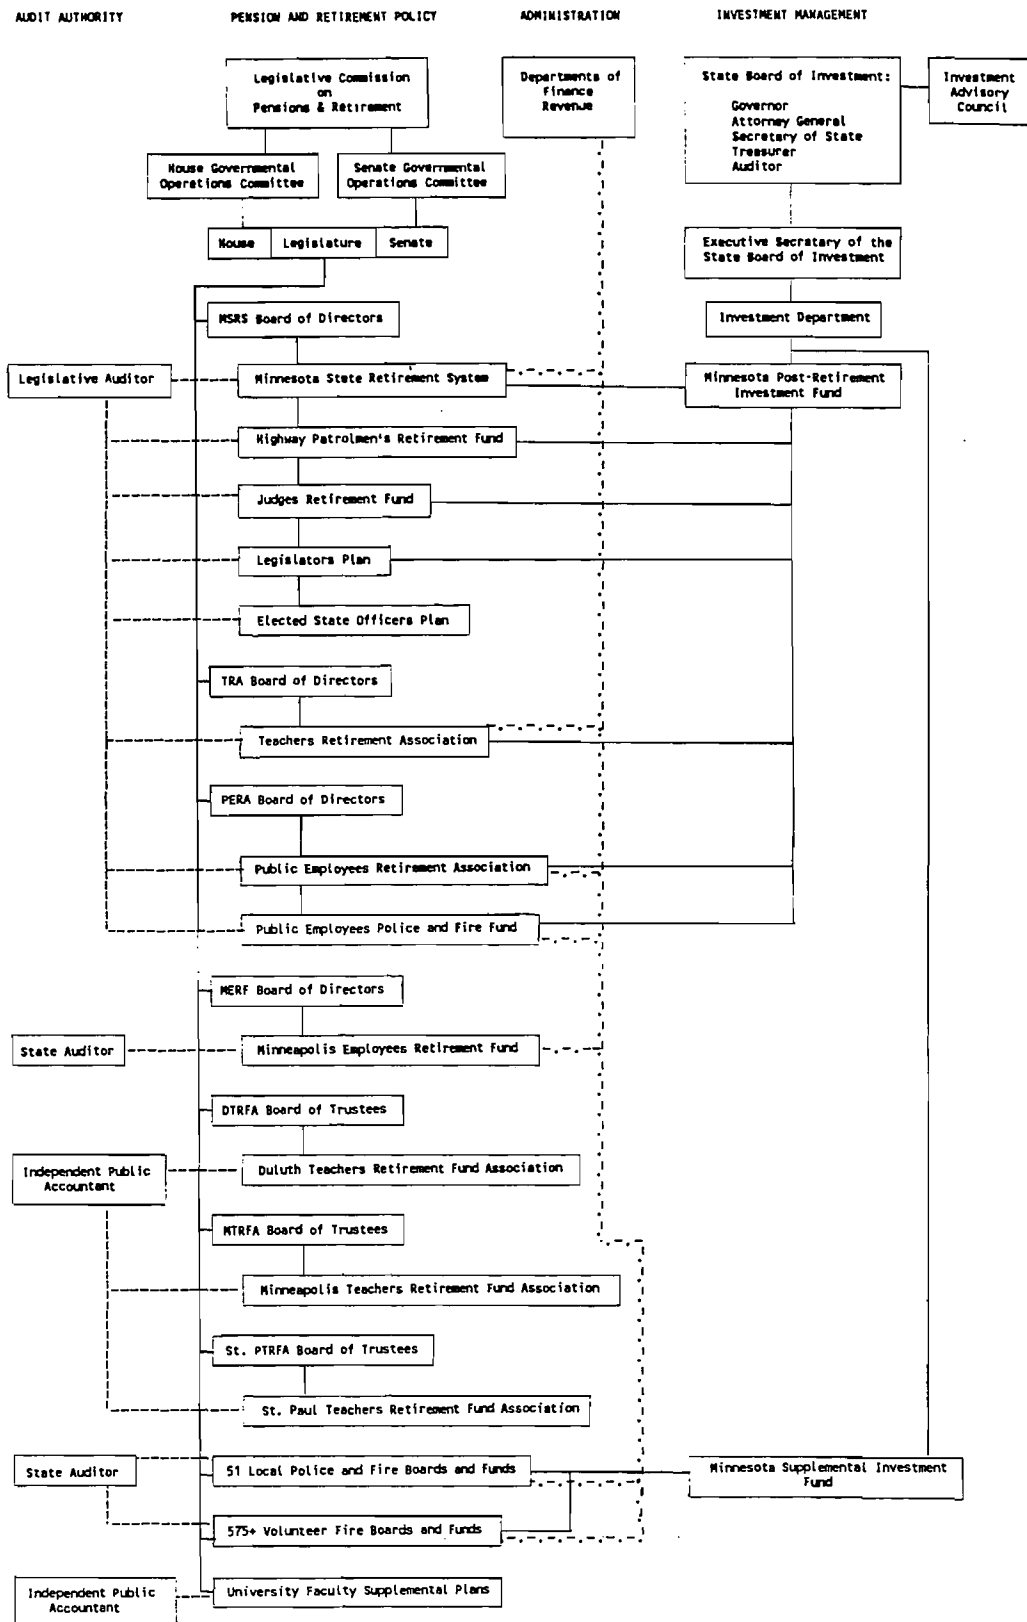 AUDIT AUTHORITY
PENSION AND RETIREMENT POLICY
ADMINISTRATION
INVESTMENT MANAGEMENT
Legislative Commission
on
Pensions & Retirement
Departments of
Finance
Revenue
State Board of Investment:
Governor
Attorney General
Secretary of State
Treasurer
Auditor
Investment
Advisory
Council
House Governmental
Operations Committee
Senate Governmental
Operations Committee
House
Legislature
Senate
Executive Secretary of the
State Board of Investment
MSRS Board of Directors
Investment Department
Legislative Auditor
Minnesota State Retirement System
Minnesota Post-Retirement
Investment Fund
Highway Patrolmen's Retirement Fund
Judges Retirement Fund
Legislators Plan
Elected State Officers Plan
TRA Board of Directors
Teachers Retirement Association
PERA Board of Directors
Public Employees Retirement Association
Public Employees Police and Fire Fund
MERF Board of Directors
State Auditor
Minneapolis Employees Retirement Fund
DTRFA Board of Trustees
Independent Public
Accountant
Duluth Teachers Retirement Fund Association
MTRFA Board of Trustees
Minneapolis Teachers Retirement Fund Association
St. PTRFA Board of Trustees
St. Paul Teachers Retirement Fund Association
State Auditor
51 Local Police and Fire Boards and Funds
Minnesota Supplemental Investment
Fund
575+ Volunteer Fire Boards and Funds
Independent Public
Accountant
University Faculty Supplemental Plans